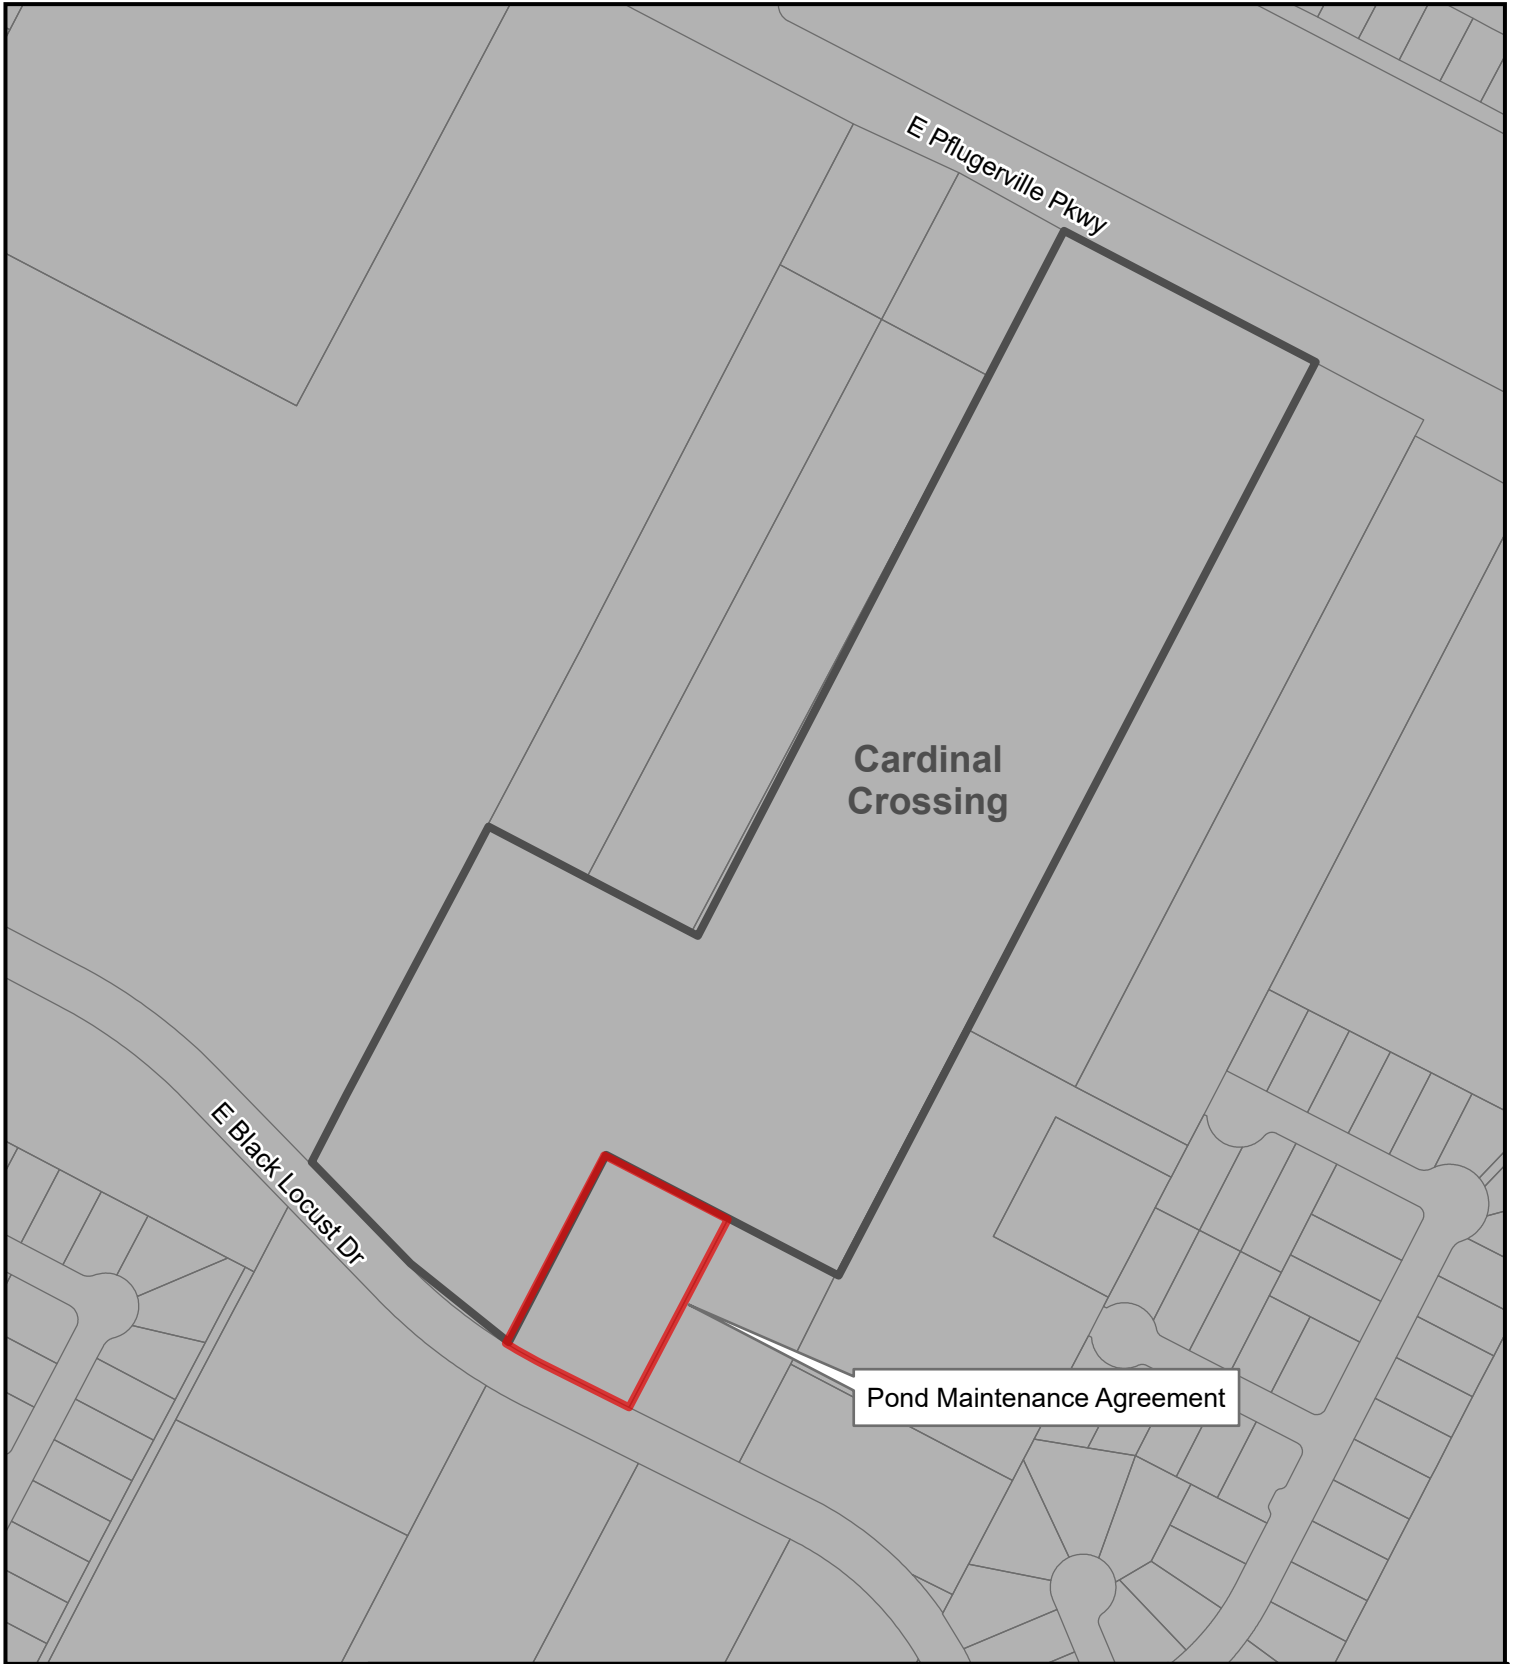 E Pflugerville Pkwy
Cardinal
Crossing
E Black Locust Dr
Pond Maintenance Agreement